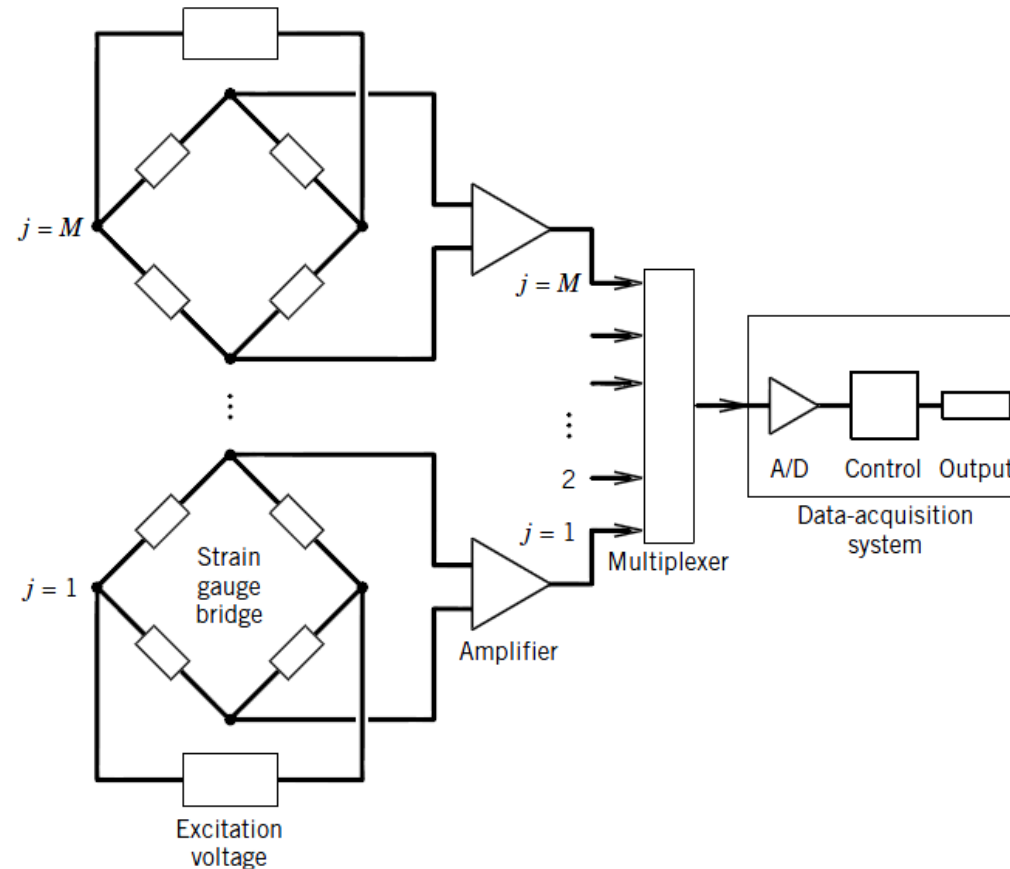 j = M
j = M
⋮
⋮
2
j = 1
j = 1
Strain
gauge
bridge
Amplifier
Multiplexer
A/D
Control
Output
Data-acquisition
system
Excitation
voltage